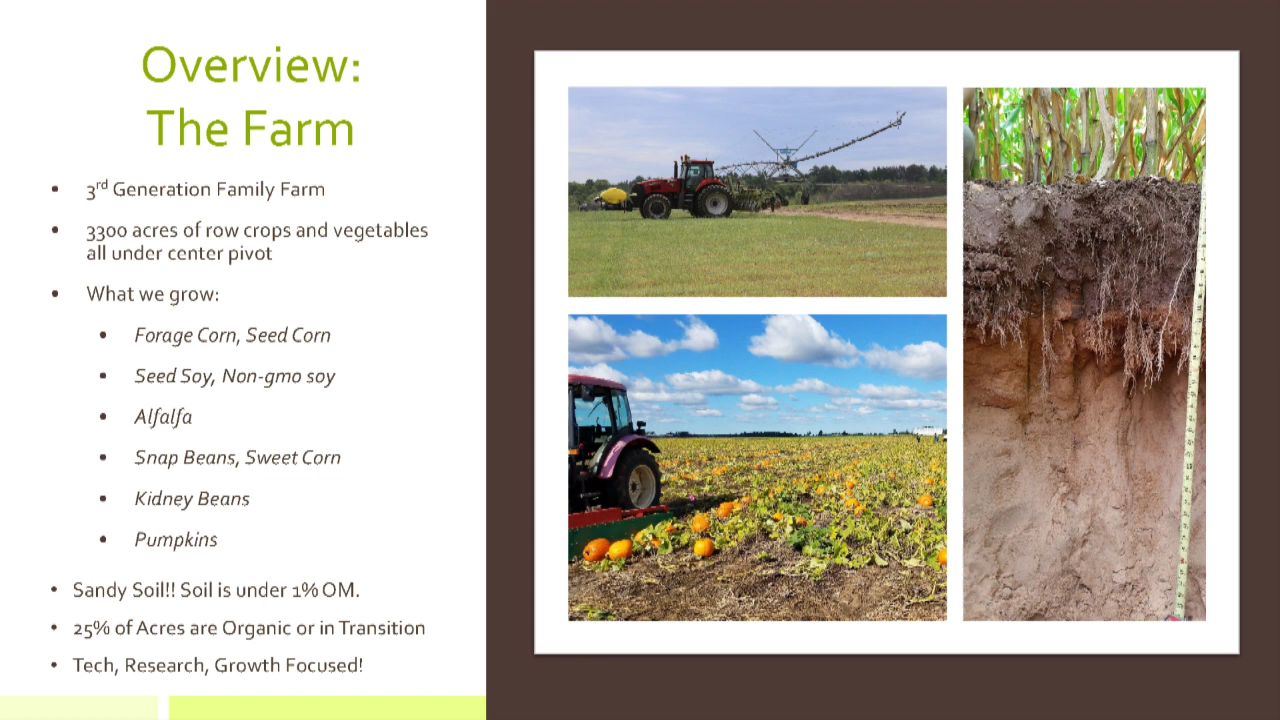 Overview:
The Farm
• 3rd Generation Family Farm
• 3300 acres of row crops and vegetables
all under center pivot
• What we grow:
• Forage Corn, Seed Corn
• Seed Soy, Non-gmo soy
• Alfalfa
• Snap Beans, Sweet Corn
• Kidney Beans
• Pumpkins
• Sandy Soil!! Soil is under 1% OM.
• 25% of Acres are Organic or in Transition
• Tech, Research, Growth Focused!